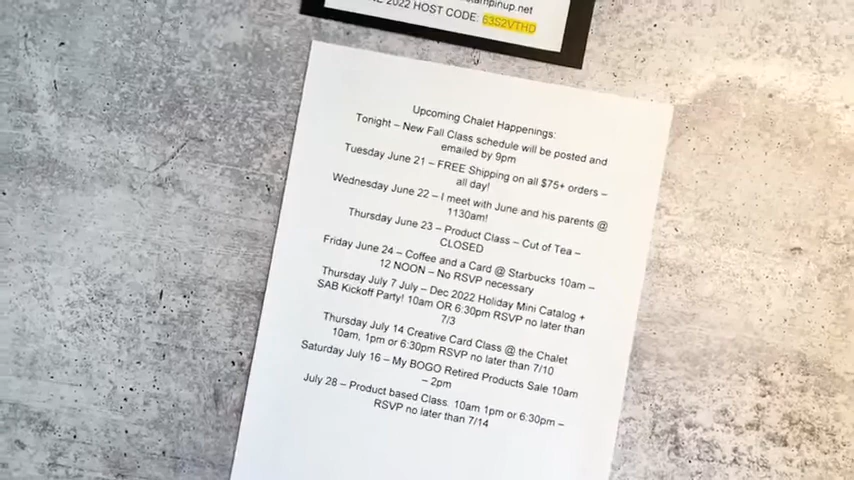 stampinup.net
2022 HOST CODE: 63S2VTHD
Upcoming Chalet Happenings:
Tonight – New Fall Class schedule will be posted and
emailed by 9pm
Tuesday June 21 – FREE Shipping on all $75+ orders –
all day!
Wednesday June 22 – I meet with June and his parents @
1130am!
Thursday June 23 – Product Class – Cut of Tea –
CLOSED
Friday June 24 – Coffee and a Card @ Starbucks 10am –
12 NOON – No RSVP necessary
Thursday July 7 July – Dec 2022 Holiday Mini Catalog +
SAB Kickoff Party! 10am OR 6:30pm RSVP no later than
7/3
Thursday July 14 Creative Card Class @ the Chalet
10am, 1pm or 6:30pm RSVP no later than 7/10
Saturday July 16 – My BOGO Retired Products Sale 10am
– 2pm
July 28 – Product based Class. 10am 1pm or 6:30pm –
RSVP no later than 7/14